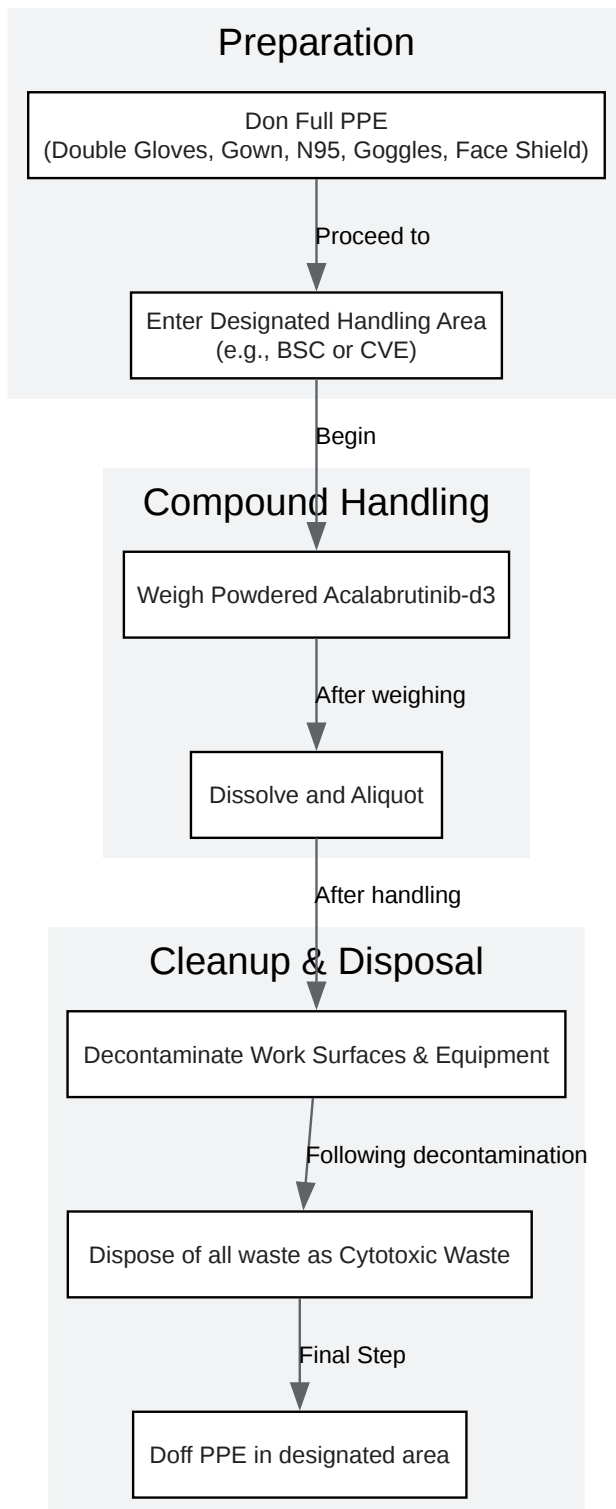 Preparation
Don Full PPE
(Double Gloves, Gown, N95, Goggles, Face Shield)
Proceed to
Enter Designated Handling Area
(e.g., BSC or CVE)
Begin
Compound Handling
Weigh Powdered Acalabrutinib-d3
After weighing
Dissolve and Aliquot
After handling
Cleanup & Disposal
Decontaminate Work Surfaces & Equipment
Following decontamination
Dispose of all waste as Cytotoxic Waste
Final Step
Doff PPE in designated area